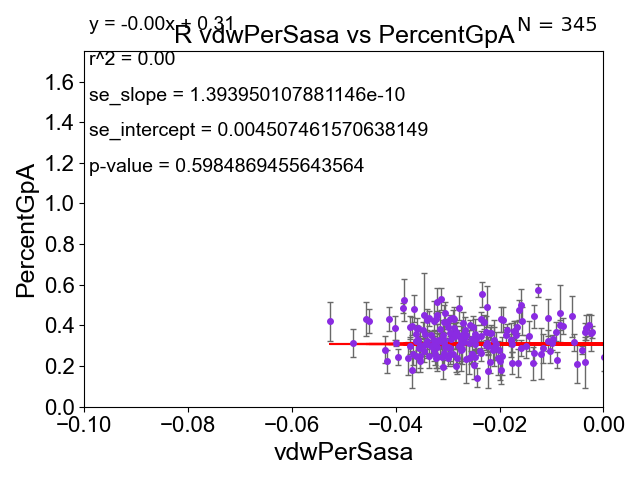 y = -0.00x + 0.31
N = 345
R vdwPerSasa vs PercentGpA
r^2 = 0.00
se_slope = 1.393950107881146e-10
se_intercept = 0.004507461570638149
p-value = 0.5984869455643564
PercentGpA
1.6
1.4
1.2
1.0
0.8
0.6
0.4
0.2
0.0
−0.10 −0.08 −0.06 −0.04 −0.02 0.00
vdwPerSasa